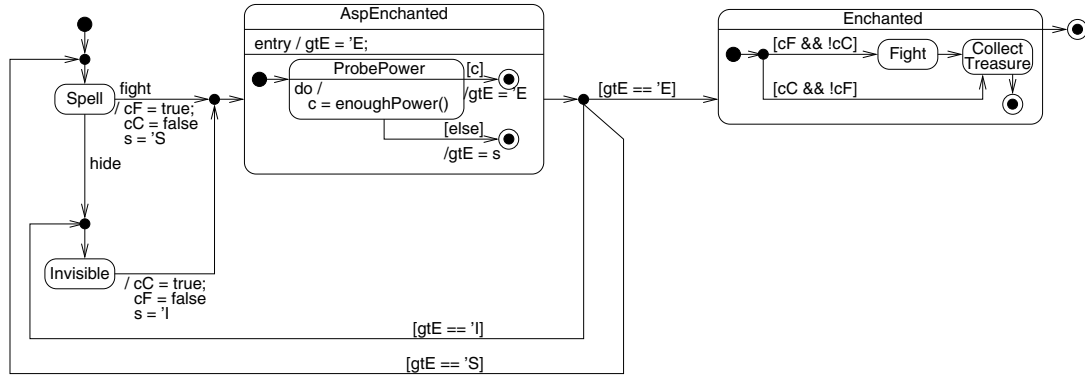 AspEnchanted
Enchanted
entry / gtE = 'E;
[cF && !cC]
Fight
Collect
Treasure
ProbePower
[c]
do /
c = enoughPower()
/gtE = 'E
Spell
fight
/ cF = true;
cC = false
s = 'S
[gtE == 'E]
[cC && !cF]
[else]
/gtE = s
hide
Invisible
/ cC = true;
cF = false
s = 'I
[gtE == 'I]
[gtE == 'S]